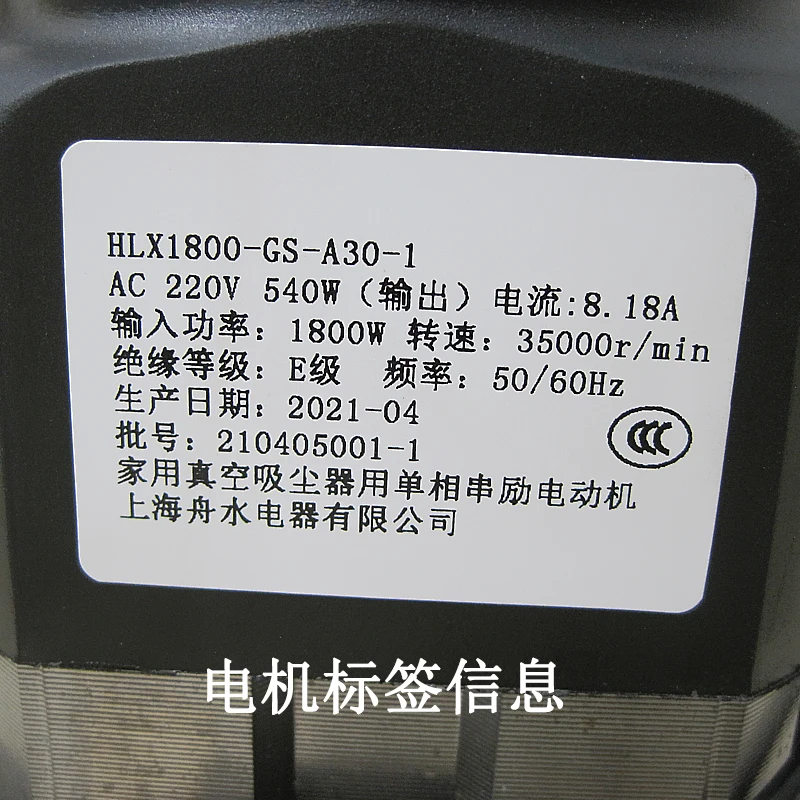 HLX1800-GS-A30-1
AC 220V 540W（输出）电流:8.18A
输入功率：1800W 转速：35000r/min
绝缘等级：E级 频率：50/60Hz
生产日期：2021-04
批号：210405001-1
CCC
家用真空吸尘器用单相串励电动机
上海舟水电器有限公司
电机标签信息